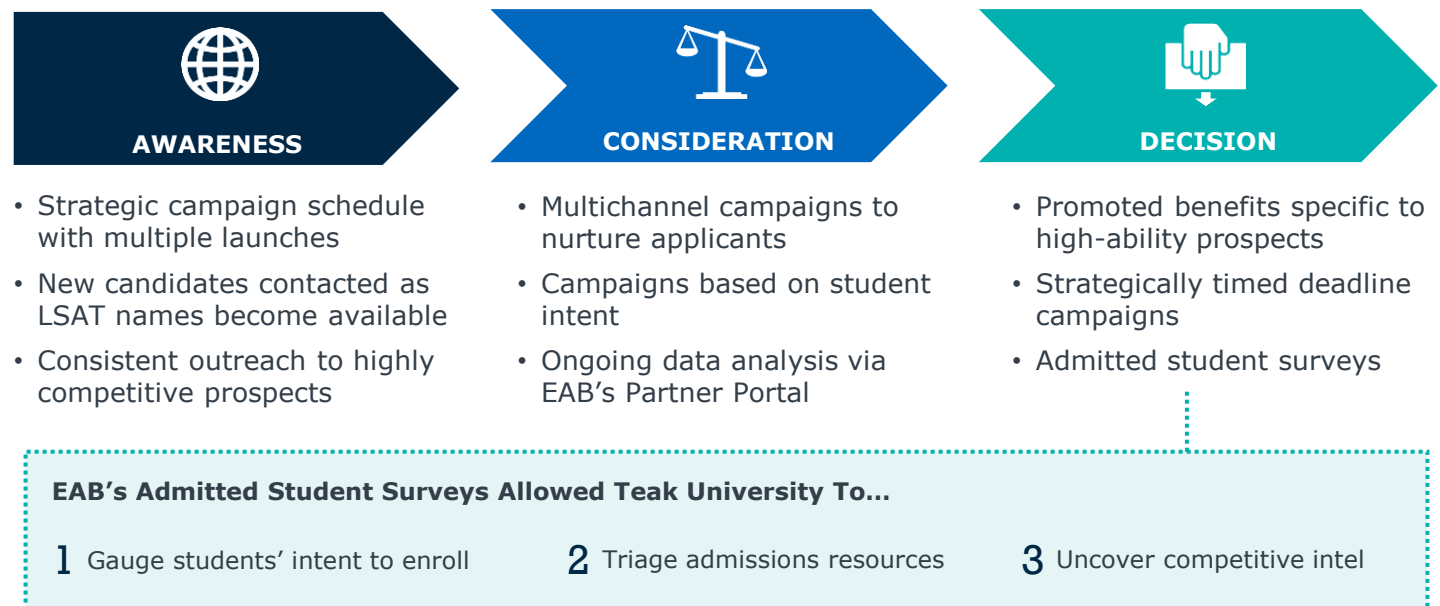 AWARENESS
CONSIDERATION
DECISION
• Strategic campaign schedule
with multiple launches
• New candidates contacted as
LSAT names become available
• Consistent outreach to highly
competitive prospects
• Multichannel campaigns to
nurture applicants
• Campaigns based on student
intent
• Ongoing data analysis via
EAB’s Partner Portal
• Promoted benefits specific to
high-ability prospects
• Strategically timed deadline
campaigns
• Admitted student surveys
EAB’s Admitted Student Surveys Allowed Teak University To…
1 Gauge students’ intent to enroll
2 Triage admissions resources
3 Uncover competitive intel